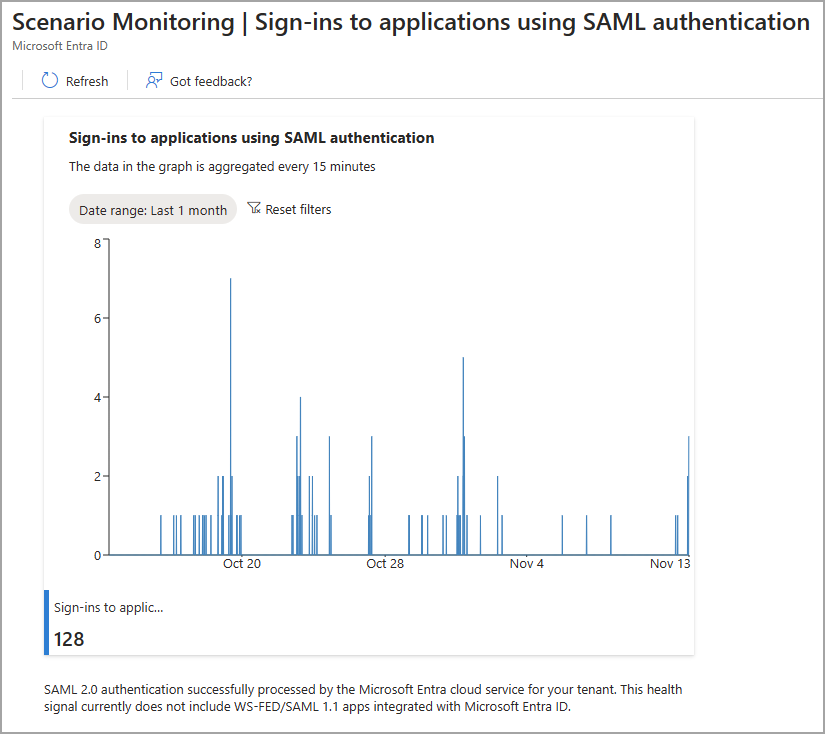 Scenario Monitoring | Sign-ins to applications using SAML authentication
Microsoft Entra ID
Refresh
Got feedback?
Sign-ins to applications using SAML authentication
The data in the graph is aggregated every 15 minutes
Date range: Last 1 month
Reset filters
8
6
4
2
0
Oct 20
Oct 28
Nov 4
Nov 13
Sign-ins to applic...
128
SAML 2.0 authentication successfully processed by the Microsoft Entra cloud service for your tenant. This health
signal currently does not include WS-FED/SAML 1.1 apps integrated with Microsoft Entra ID.